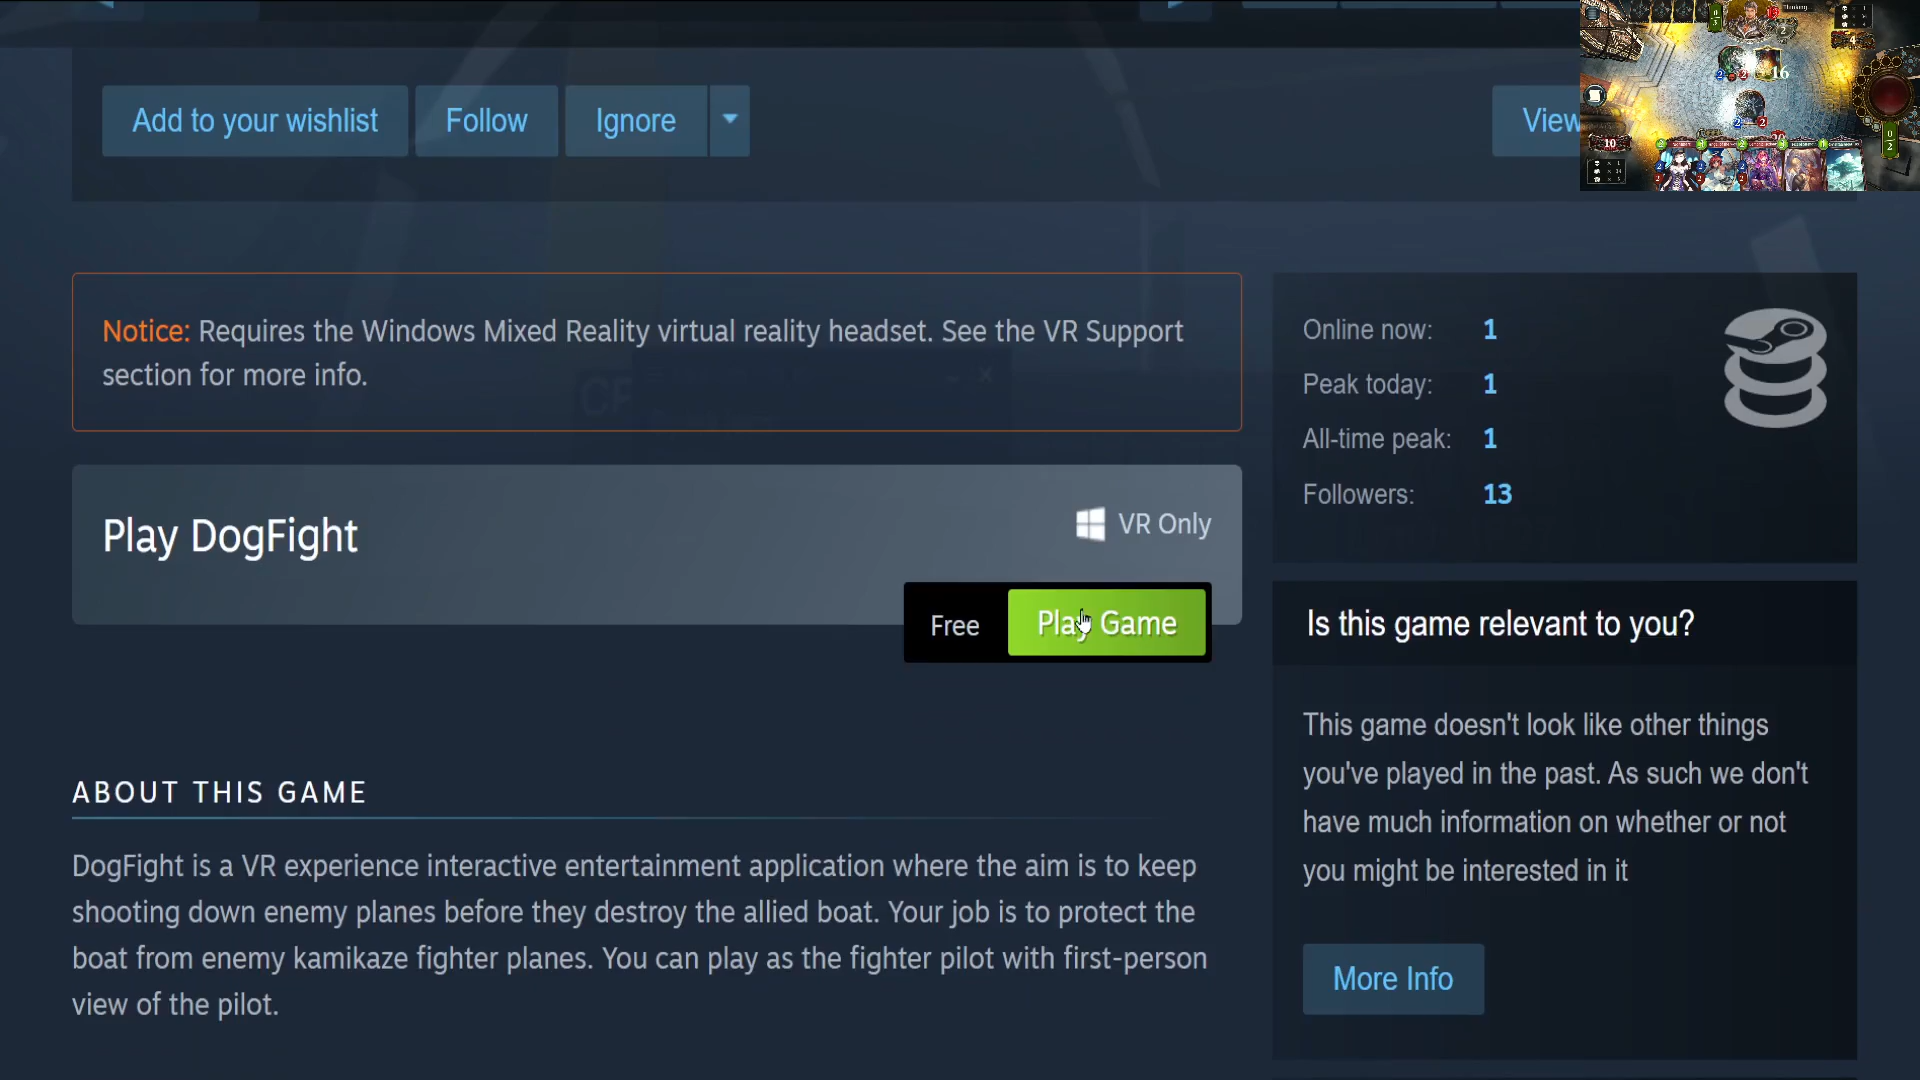 Add to your wishlist
Follow
Ignore
View
Thinking...
16
10
Notice: Requires the Windows Mixed Reality virtual reality headset. See the VR Support
section for more info.
Online now: 1
Peak today: 1
All-time peak: 1
Followers: 13
Play DogFight
VR Only
Free
Play Game
Is this game relevant to you?
This game doesn't look like other things
you've played in the past. As such we don't
have much information on whether or not
you might be interested in it
More Info
ABOUT THIS GAME
DogFight is a VR experience interactive entertainment application where the aim is to keep
shooting down enemy planes before they destroy the allied boat. Your job is to protect the
boat from enemy kamikaze fighter planes. You can play as the fighter pilot with first-person
view of the pilot.